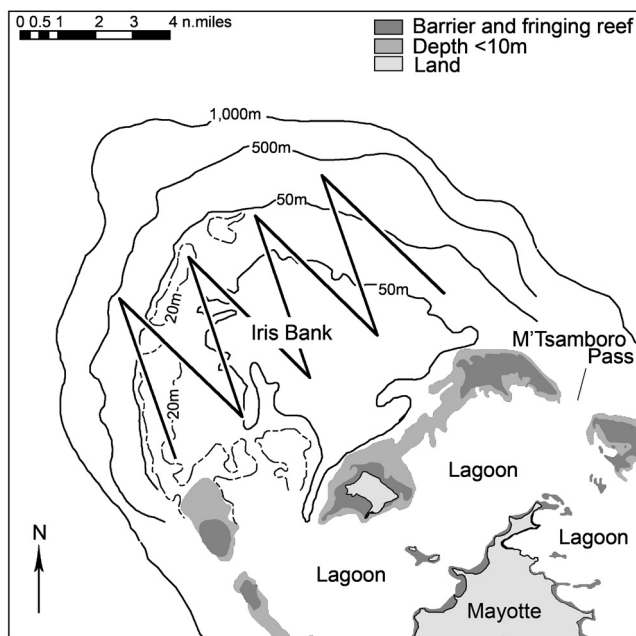 0 0.5 1 2 3 4 n.miles
Barrier and fringing reef
Depth <10m
Land
1,000m
500m
50m
50m
20m
Iris Bank
20m
M'Tsamboro
Pass
Lagoon
Lagoon
N
Lagoon
Mayotte